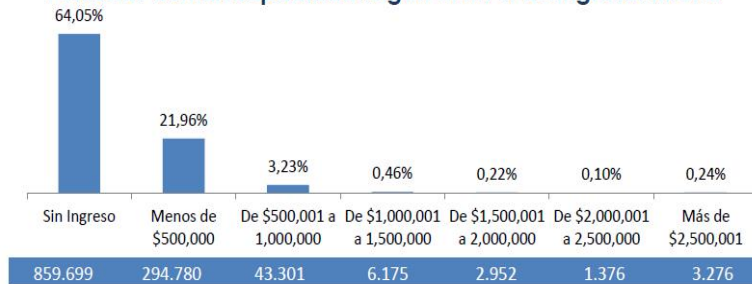 64,05%
21,96%
3,23%
0,46%
0,22%
0,10%
0,24%
Sin Ingreso
Menos de
$500,000
De $500,001 a
1,000,000
De $1,000,001
a 1,500,000
De $1,500,001
a 2,000,000
De $2,000,001
a 2,500,000
Más de
$2,500,001
859.699 294.780 43.301 6.175 2.952 1.376 3.276